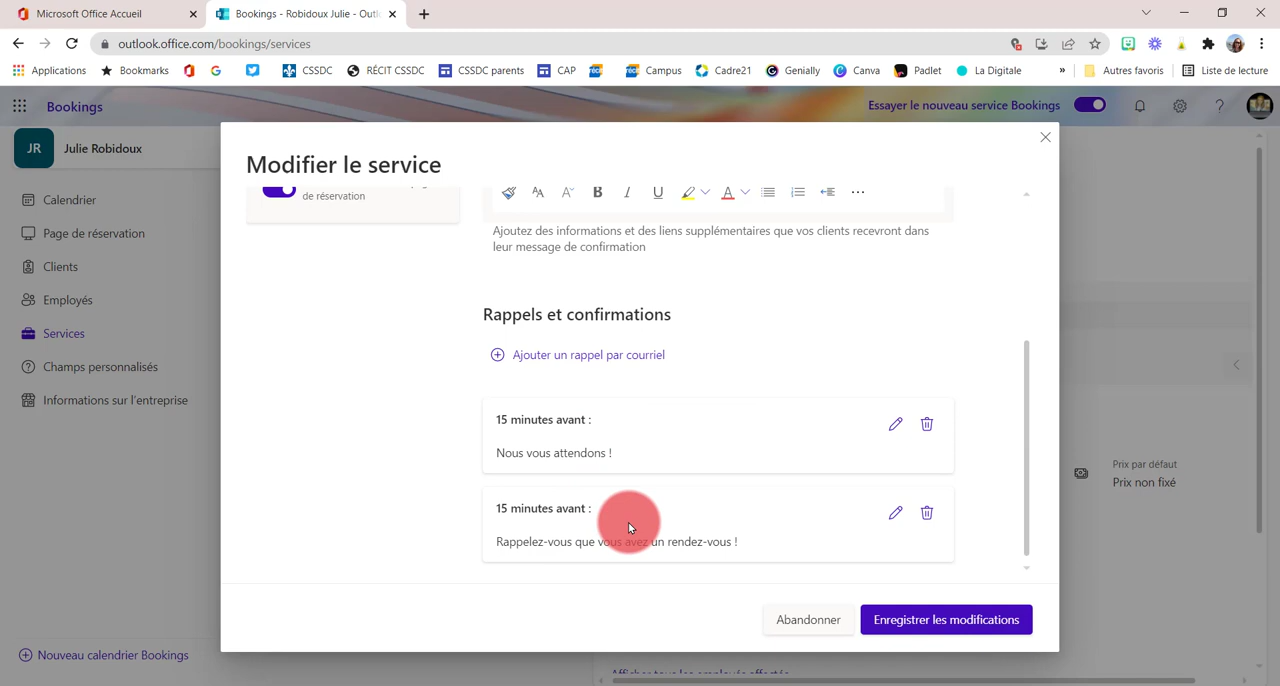 Microsoft Office Accueil
Bookings - Robidoux Julie - Outl
outlook.office.com/bookings/services
Applications
Bookmarks
CSSDC
RÉCIT CSSDC
CSSDC parents
CAP
Campus
Cadre21
Genially
Canva
Padlet
La Digitale
»
Autres favoris
Liste de lecture
Bookings
Essayer le nouveau service Bookings
?
JR
Julie Robidoux
Calendrier
Page de réservation
Clients
Employés
Services
Champs personnalisés
Informations sur l'entreprise
Nouveau calendrier Bookings
Modifier le service
de réservation
Ajoutez des informations et des liens supplémentaires que vos clients recevront dans
leur message de confirmation
Rappels et confirmations
Ajouter un rappel par courriel
15 minutes avant :
Nous vous attendons !
15 minutes avant :
Rappelez-vous que vous avez un rendez-vous !
Abandonner
Enregistrer les modifications
Prix par défaut
Prix non fixé
Afficher tous les employés affectés